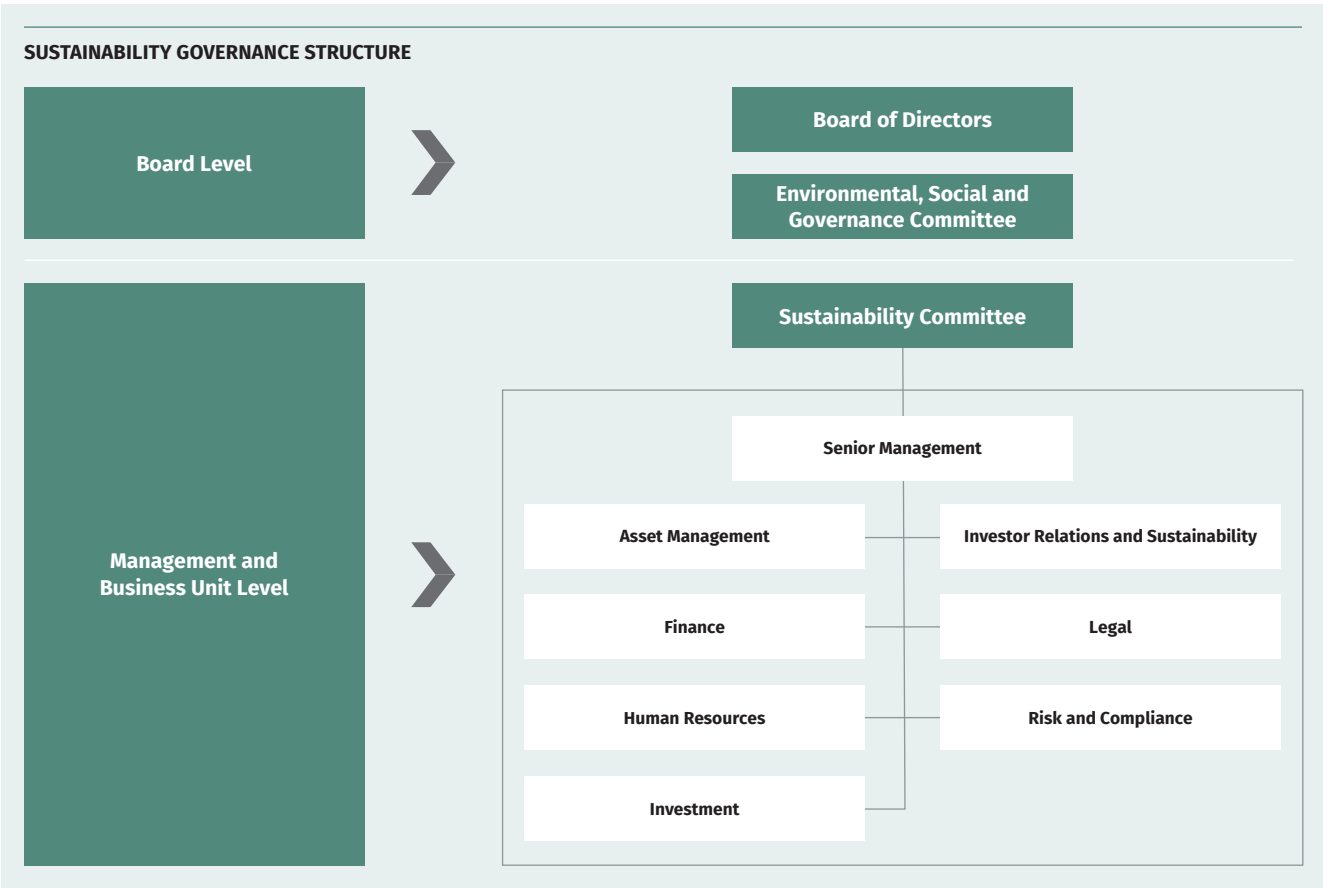 SUSTAINABILITY GOVERNANCE STRUCTURE
Board Level
Board of Directors
Environmental, Social and
Governance Committee
Management and
Business Unit Level
Sustainability Committee
Senior Management
Asset Management
Investor Relations and Sustainability
Finance
Legal
Human Resources
Risk and Compliance
Investment